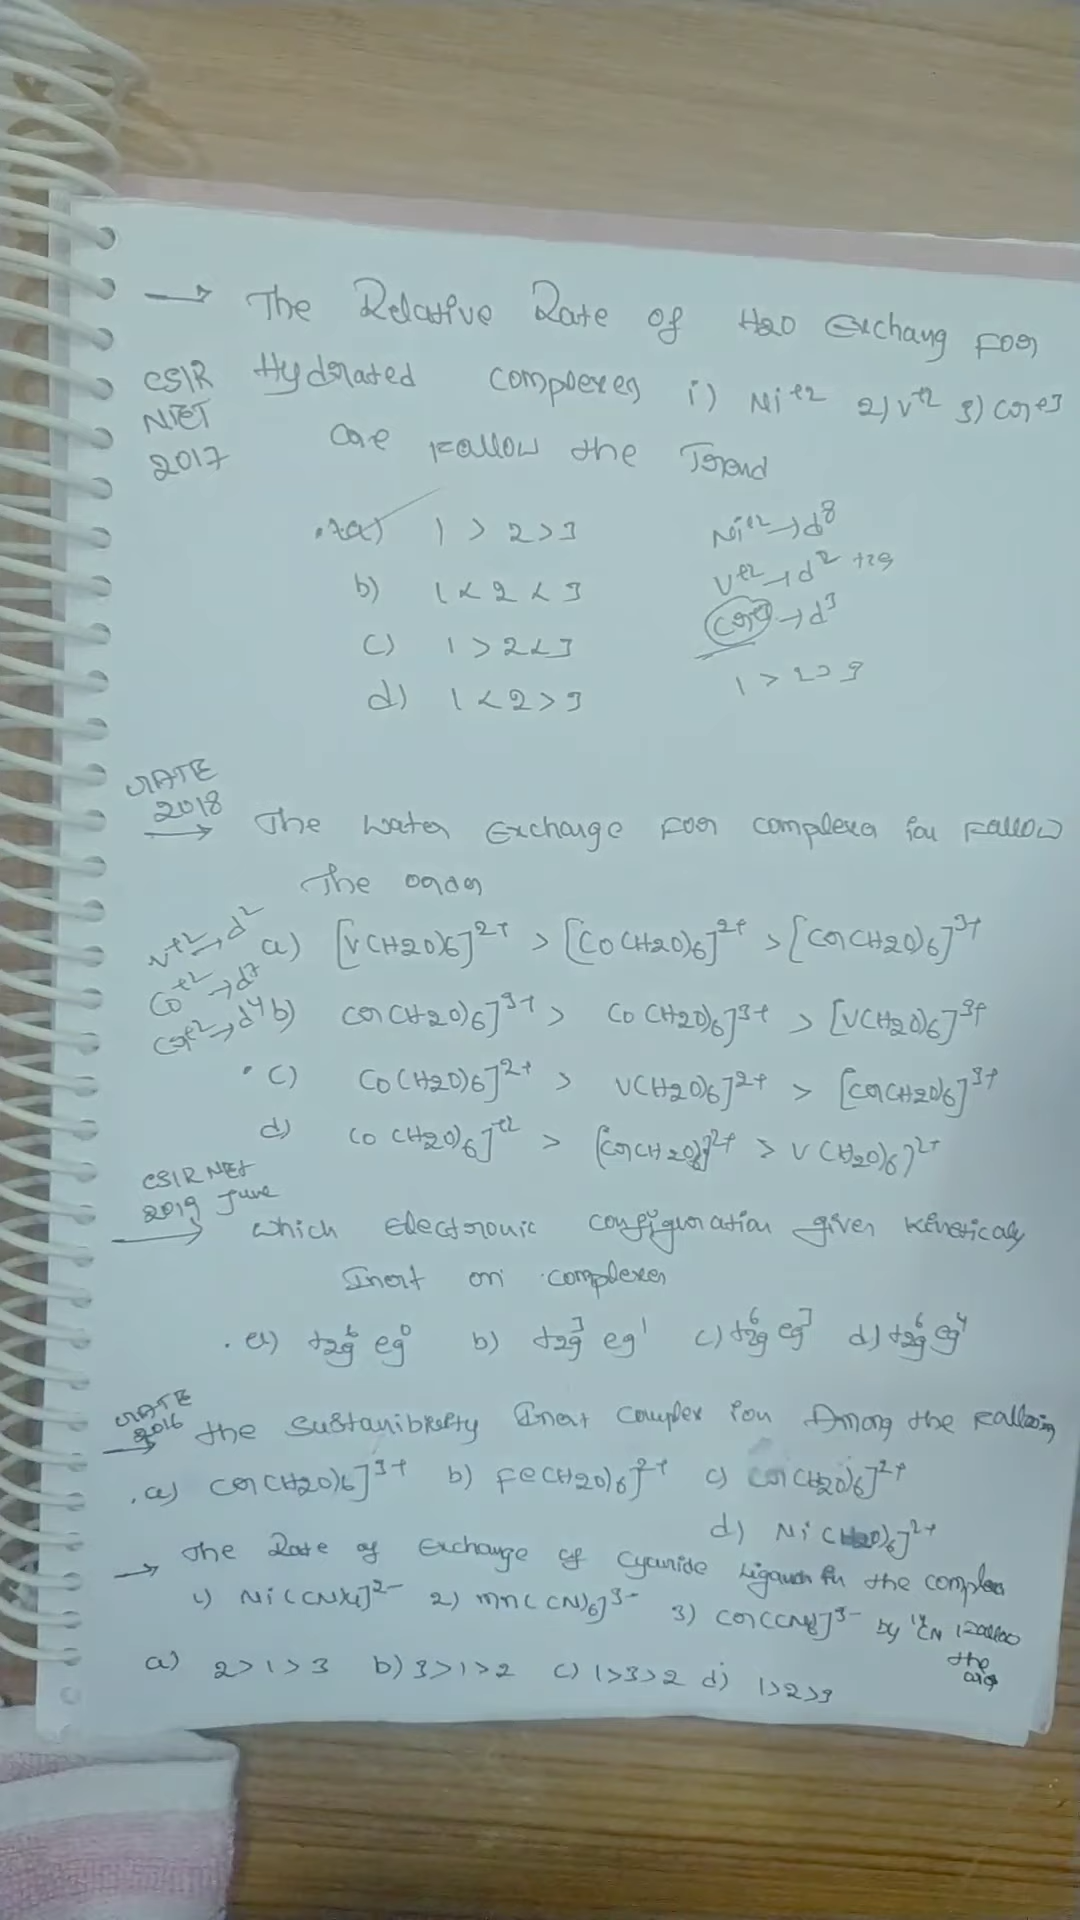 → The Relative Rate of H2O Exchang For
CSIR NET 2017
Hydrated complexes i) Ni+2 2) V+2 3) Cr+3
are Follow the Trend
a) 1 > 2 > 3
b) 1 < 2 < 3
c) 1 > 2 < 3
d) 1 < 2 > 3
Ni+2 → d8
V+2 → d2 t2g
Cr+3 → d3
1 > 2 > 3
GATE 2018
→ The water Exchange For complexes ion Follow
The order
V+2 → d2
Co+2 → d7
Cr+2 → d4
a) [V(H2O)6]2+ > [Co(H2O)6]2+ > [Cr(H2O)6]3+
b) Cr(H2O)6]3+ > Co(H2O)6]3+ > [V(H2O)6]3+
c) Co(H2O)6]2+ > V(H2O)6]2+ > [Cr(H2O)6]3+
d) Co(H2O)6]+2 > [Cr(H2O)6]2+ > V(H2O)6]2+
CSIR NET
2019 June
→ which Electronic configuration given Kineticaly
Inert on complexes
a) t2g6 eg0 b) t2g3 eg1 c) t2g6 eg3 d) t2g6 eg4
GATE 2016
→ the Inert complex ion Among the
a) Cr(H2O)6]3+ b) Fe(H2O)6]2+ c) Co(H2O)6]2+
d) Ni(H2O)6]2+
→ The Rate of Exchange of Cyanide Ligand in the complex
1) Ni(CN)4]2- 2) Mn(CN)6]3- 3) Cr(CN)6]3- by 14CN
the
a) 2>1>3 b) 3>1>2 c) 1>3>2 d) 1>2>3